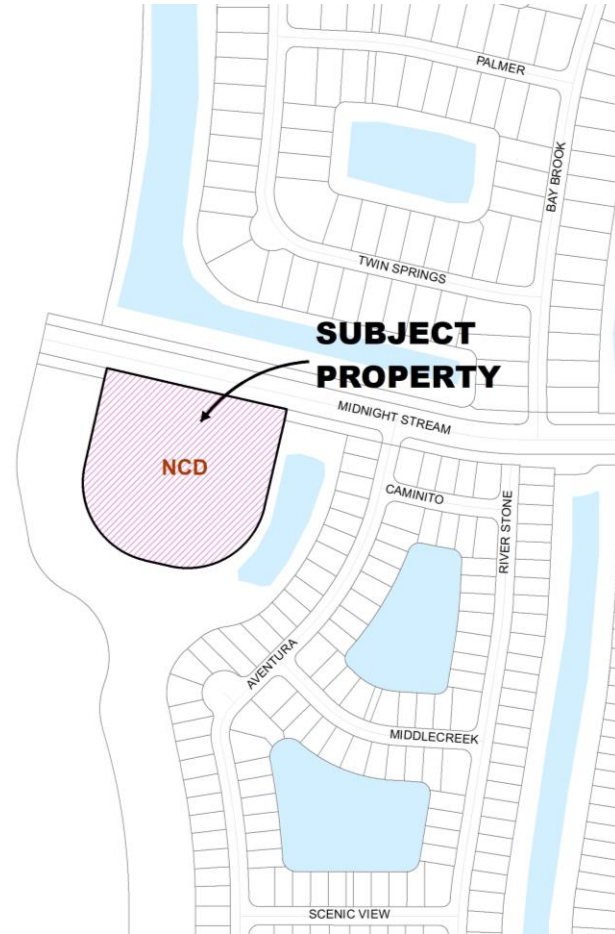 PALMER
BAY BROOK
TWIN SPRINGS
SUBJECT
PROPERTY
MIDNIGHT STREAM
NCD
CAMINITO
RIVER STONE
AVENTURA
MIDDLECREEK
SCENIC VIEW